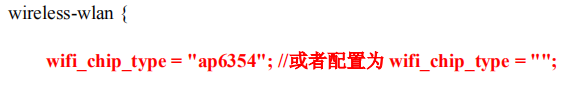 wireless-wlan {
wifi_chip_type = "ap6354"; //或者配置为 wifi_chip_type = "";